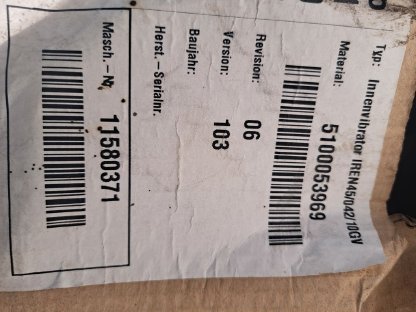 Typ: Innenvibrator IREN45/042/10GV
Material: 5100053969
Revision: 06
Version: 103
Baujahr:
Herst.-Serialnr.
Masch.-Nr. 11580371